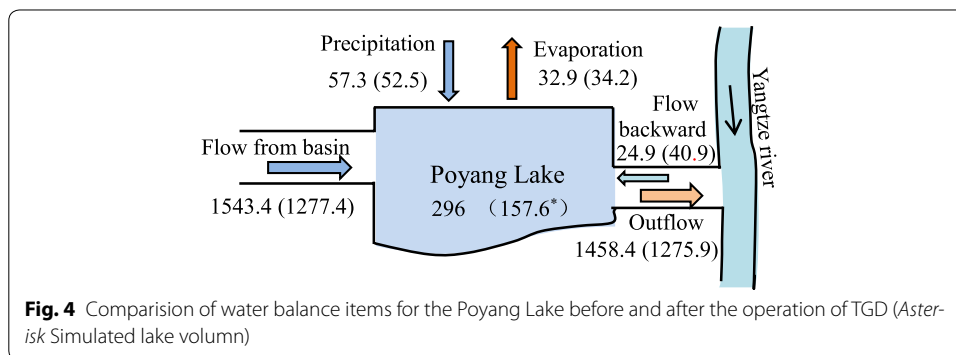 Precipitation
57.3 (52.5)
Evaporation
32.9 (34.2)
Flow
backward
24.9 (40.9)
Yangtze river
Flow from basin
1543.4 (1277.4)
Poyang Lake
296 （157.6*）
Outflow
1458.4 (1275.9)
Fig. 4 Comparision of water balance items for the Poyang Lake before and after the operation of TGD (Aster-
isk Simulated lake volumn)